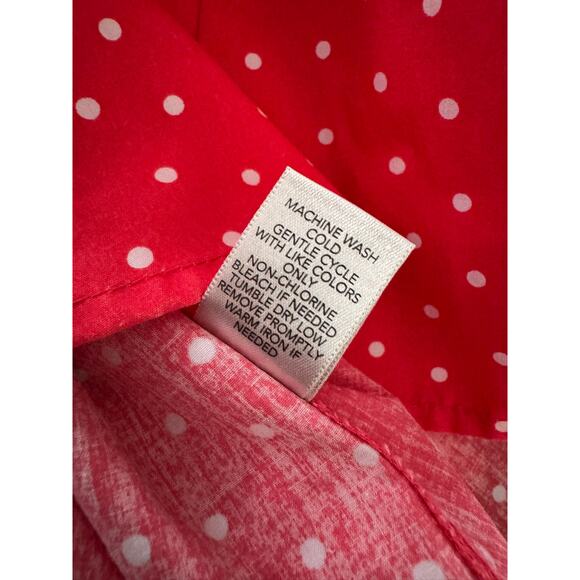 MACHINE WASH
COLD
GENTLE CYCLE
WITH LIKE COLORS
ONLY
NON-CHLORINE
BLEACH IF NEEDED
TUMBLE DRY LOW
REMOVE PROMPTLY
WARM IRON IF
NEEDED